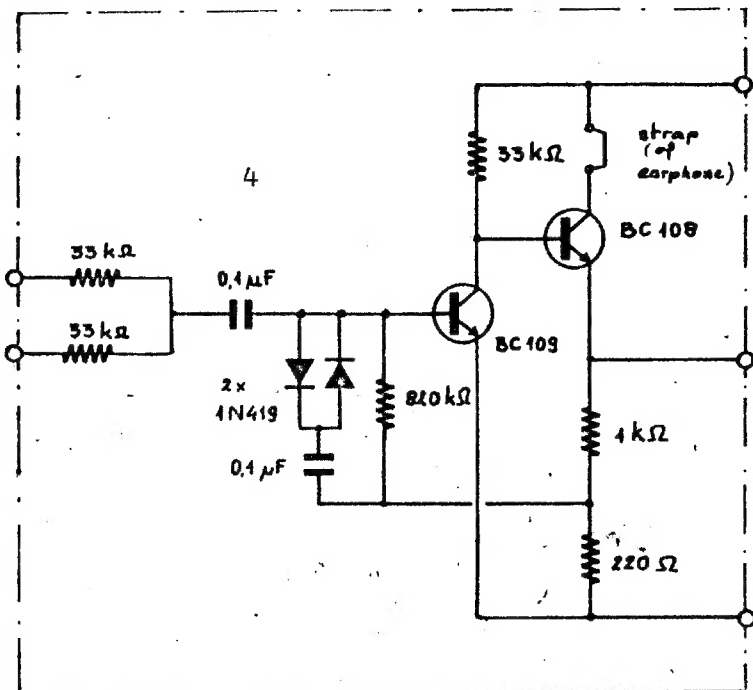 33 kΩ
strap
(of
earphone)
4
BC 108
33 kΩ
0,1 µF
33 kΩ
BC 109
2x
1N419
820 kΩ
1 kΩ
0,1 µF
220 Ω